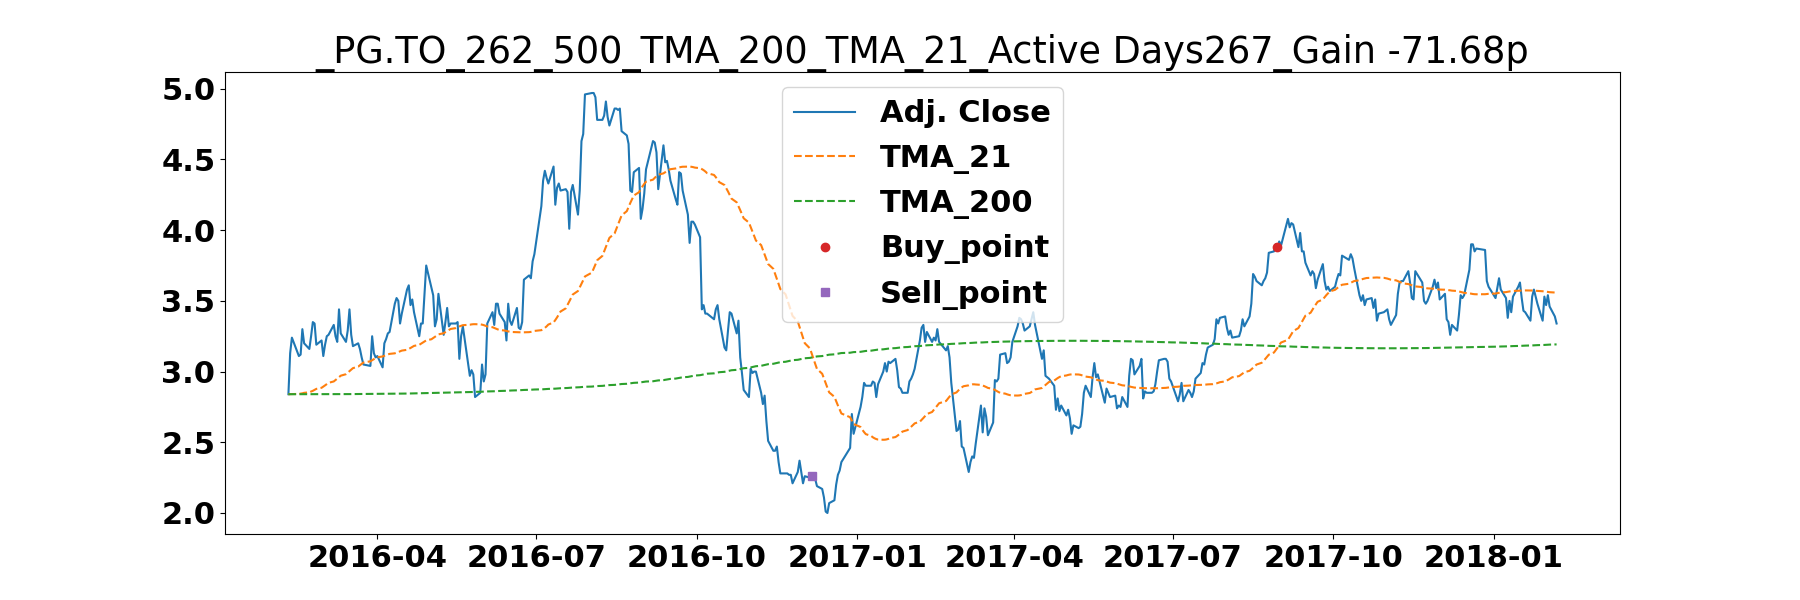 _PG.TO_262_500_TMA_200_TMA_21_Active Days267_Gain -71.68p
5.0
4.5
4.0
3.5
3.0
2.5
2.0
Adj. Close
TMA_21
TMA_200
Buy_point
Sell_point
2016-04 2016-07 2016-10 2017-01 2017-04 2017-07 2017-10 2018-01